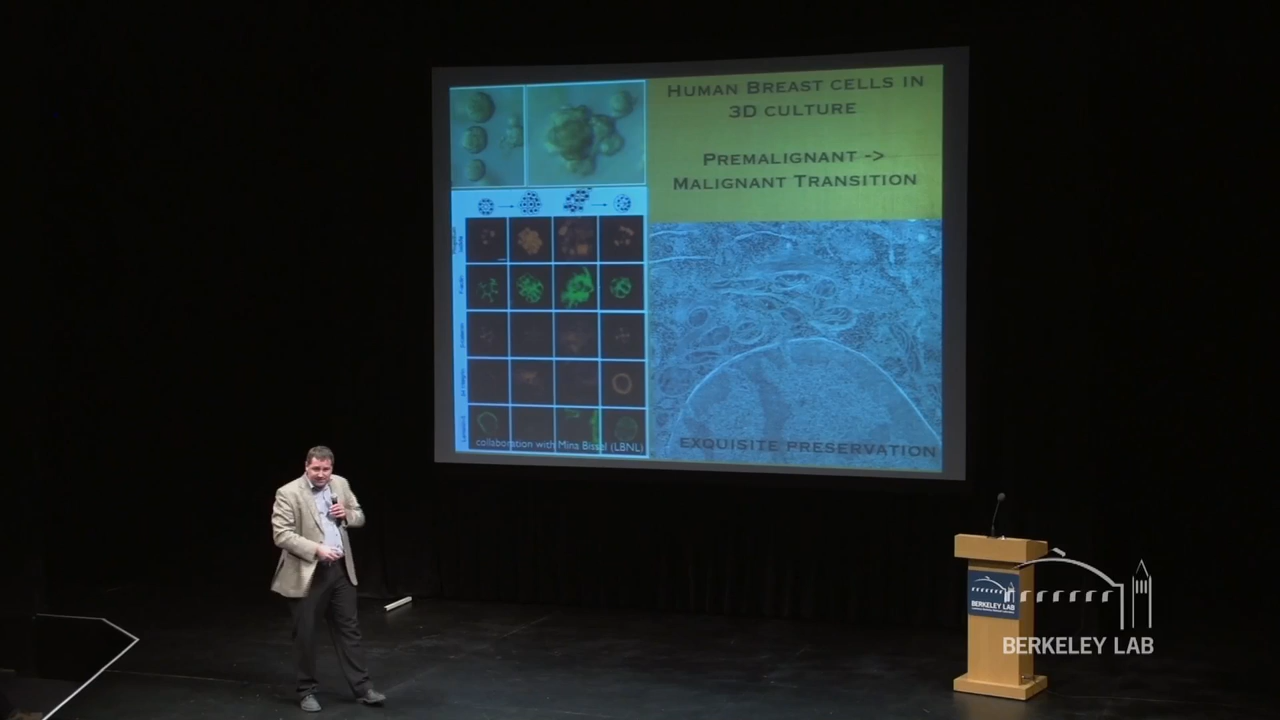 HUMAN BREAST CELLS IN
3D CULTURE
PREMALIGNANT ->
MALIGNANT TRANSITION
collaboration with Mina Bissel (LBNL)
EXQUISITE PRESERVATION
BERKELEY LAB
BERKELEY LAB